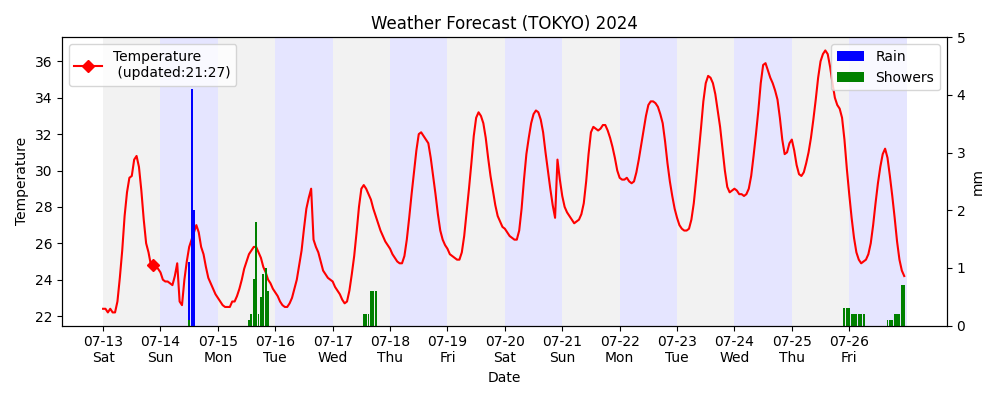 Weather Forecast (TOKYO) 2024
Temperature
(updated:21:27)
Rain
Showers
Temperature
36
34
32
30
28
26
24
22
5
4
3
2
1
0
mm
07-13 07-14 07-15 07-16 07-17 07-18 07-19 07-20 07-21 07-22 07-23 07-24 07-25 07-26
Sat Sun Mon Tue Wed Thu Fri Sat Sun Mon Tue Wed Thu Fri
Date